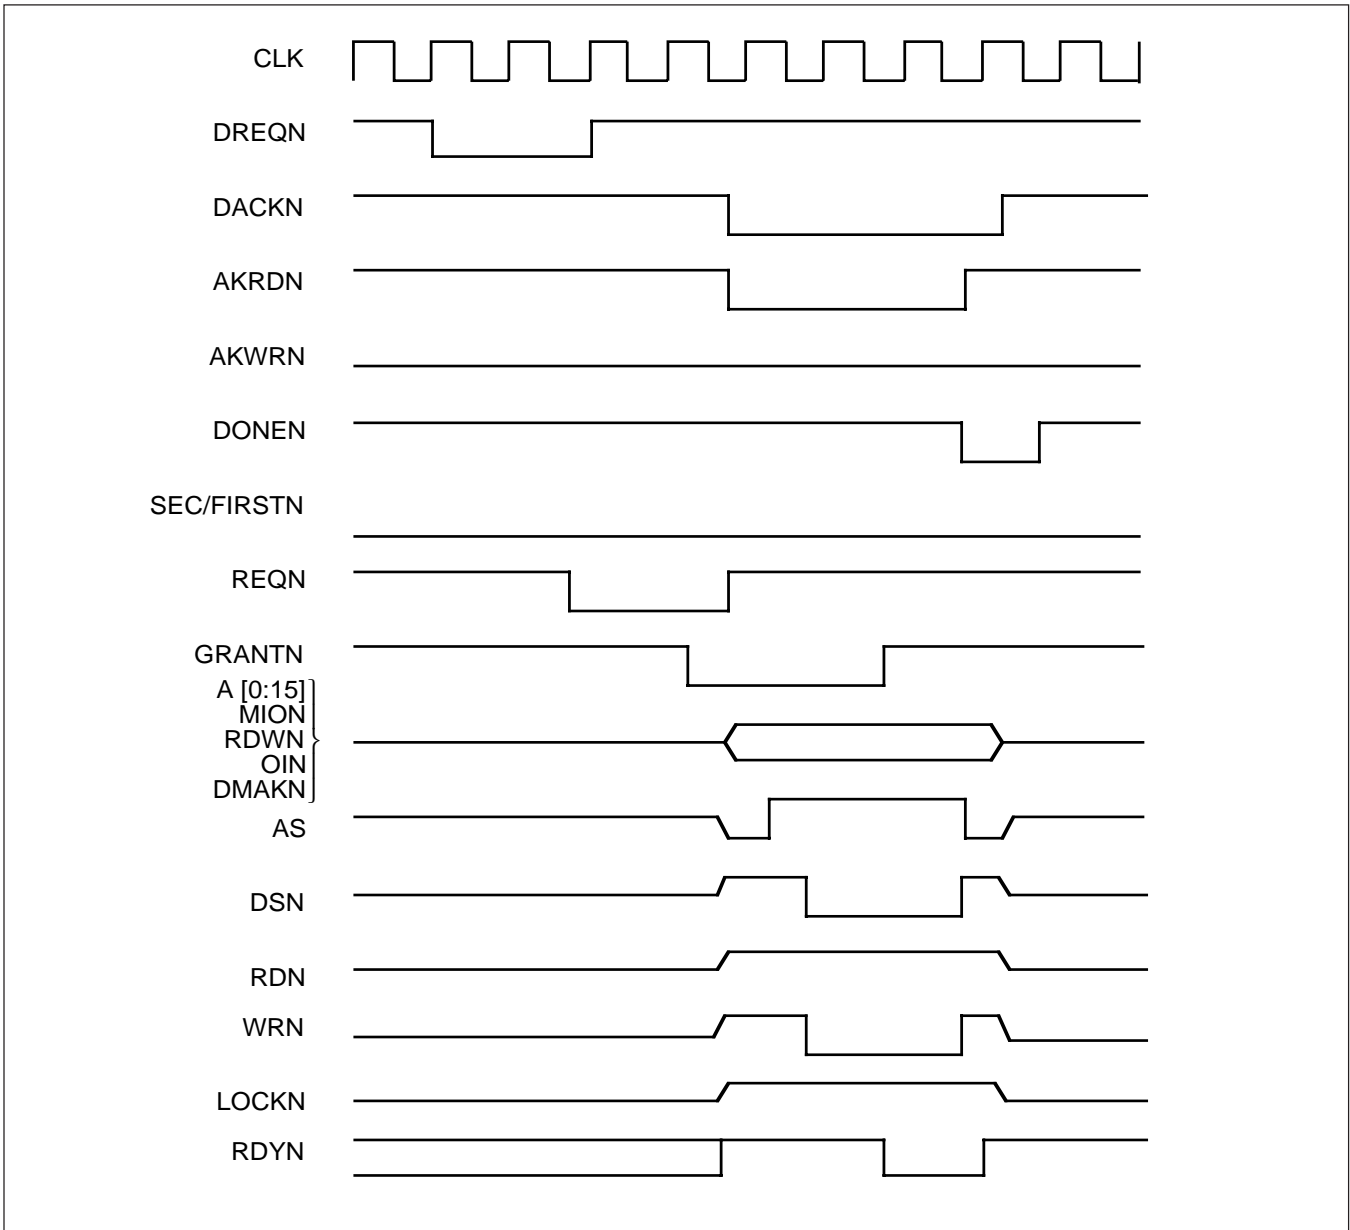 CLK
DREQN
DACKN
AKRDN
AKWRN
DONEN
SEC/FIRSTN
REQN
GRANTN
A [0:15]
MION
RDWN
OIN
DMAKN
AS
DSN
RDN
WRN
LOCKN
RDYN